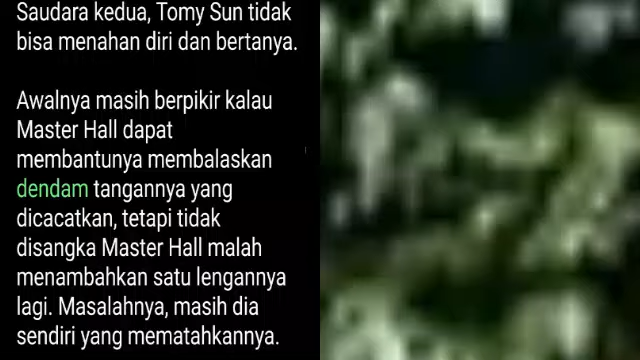 Saudara kedua, Tomy Sun tidak
bisa menahan diri dan bertanya.
Awalnya masih berpikir kalau
Master Hall dapat
membantunya membalaskan
dendam tangannya yang
dicacatkan, tetapi tidak
disangka Master Hall malah
menambahkan satu lengannya
lagi. Masalahnya, masih dia
sendiri yang mematahkannya.